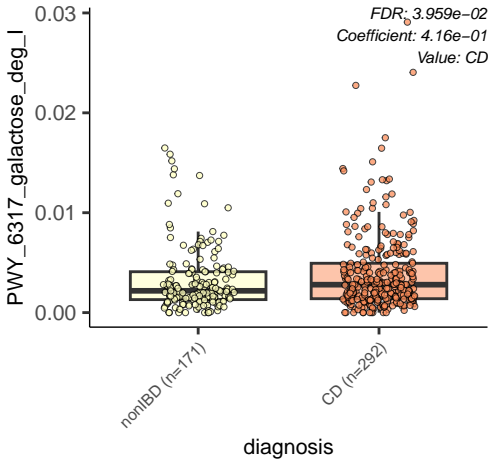 FDR: 3.959e−02
Coefficient: 4.16e−01
Value: CD
PWY_6317_galactose_deg_I
0.03
0.02
0.01
0.00
nonIBD (n=171)
CD (n=292)
diagnosis